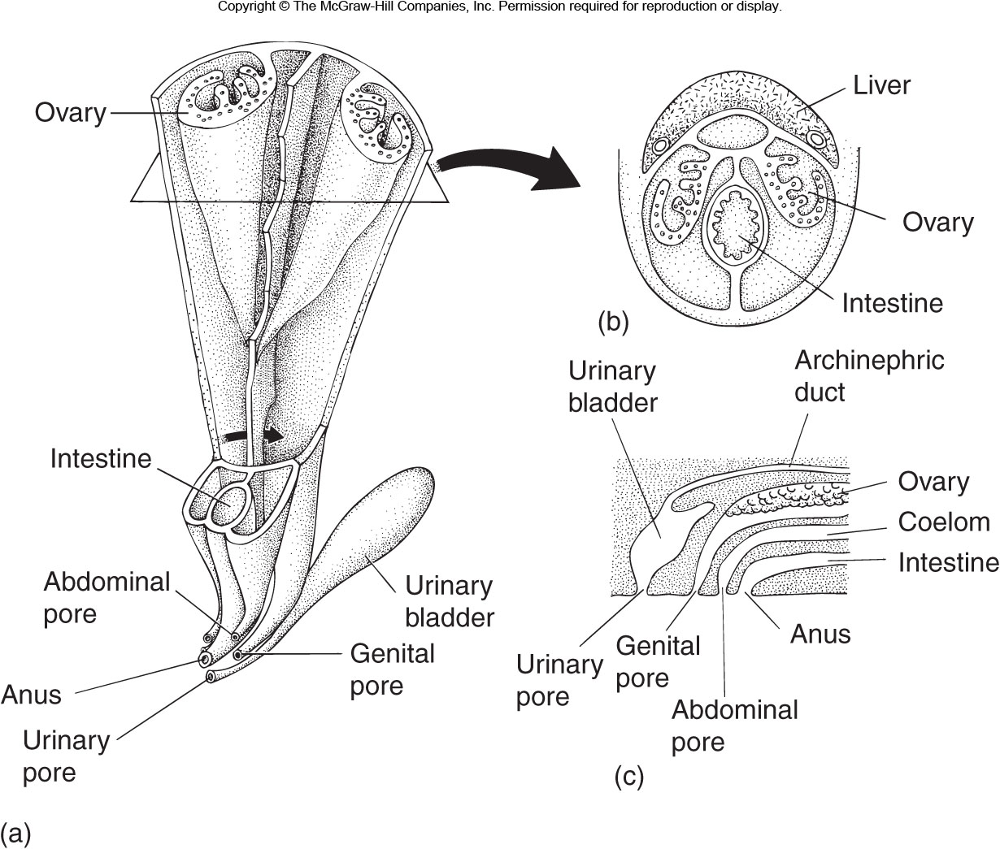 Copyright © The McGraw-Hill Companies, Inc. Permission required for reproduction or display.
Ovary
Intestine
Abdominal
pore
Anus
Urinary
pore
Genital
pore
Urinary
bladder
(a)
Liver
Ovary
Intestine
(b)
Urinary
bladder
Archinephric
duct
Ovary
Coelom
Intestine
Anus
Urinary
pore
Genital
pore
Abdominal
pore
(c)